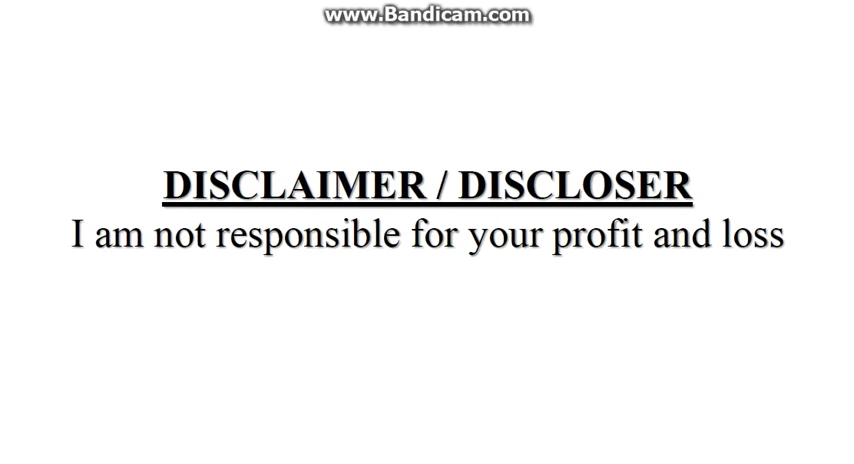 www.Bandicam.com
DISCLAIMER / DISCLOSER
I am not responsible for your profit and loss